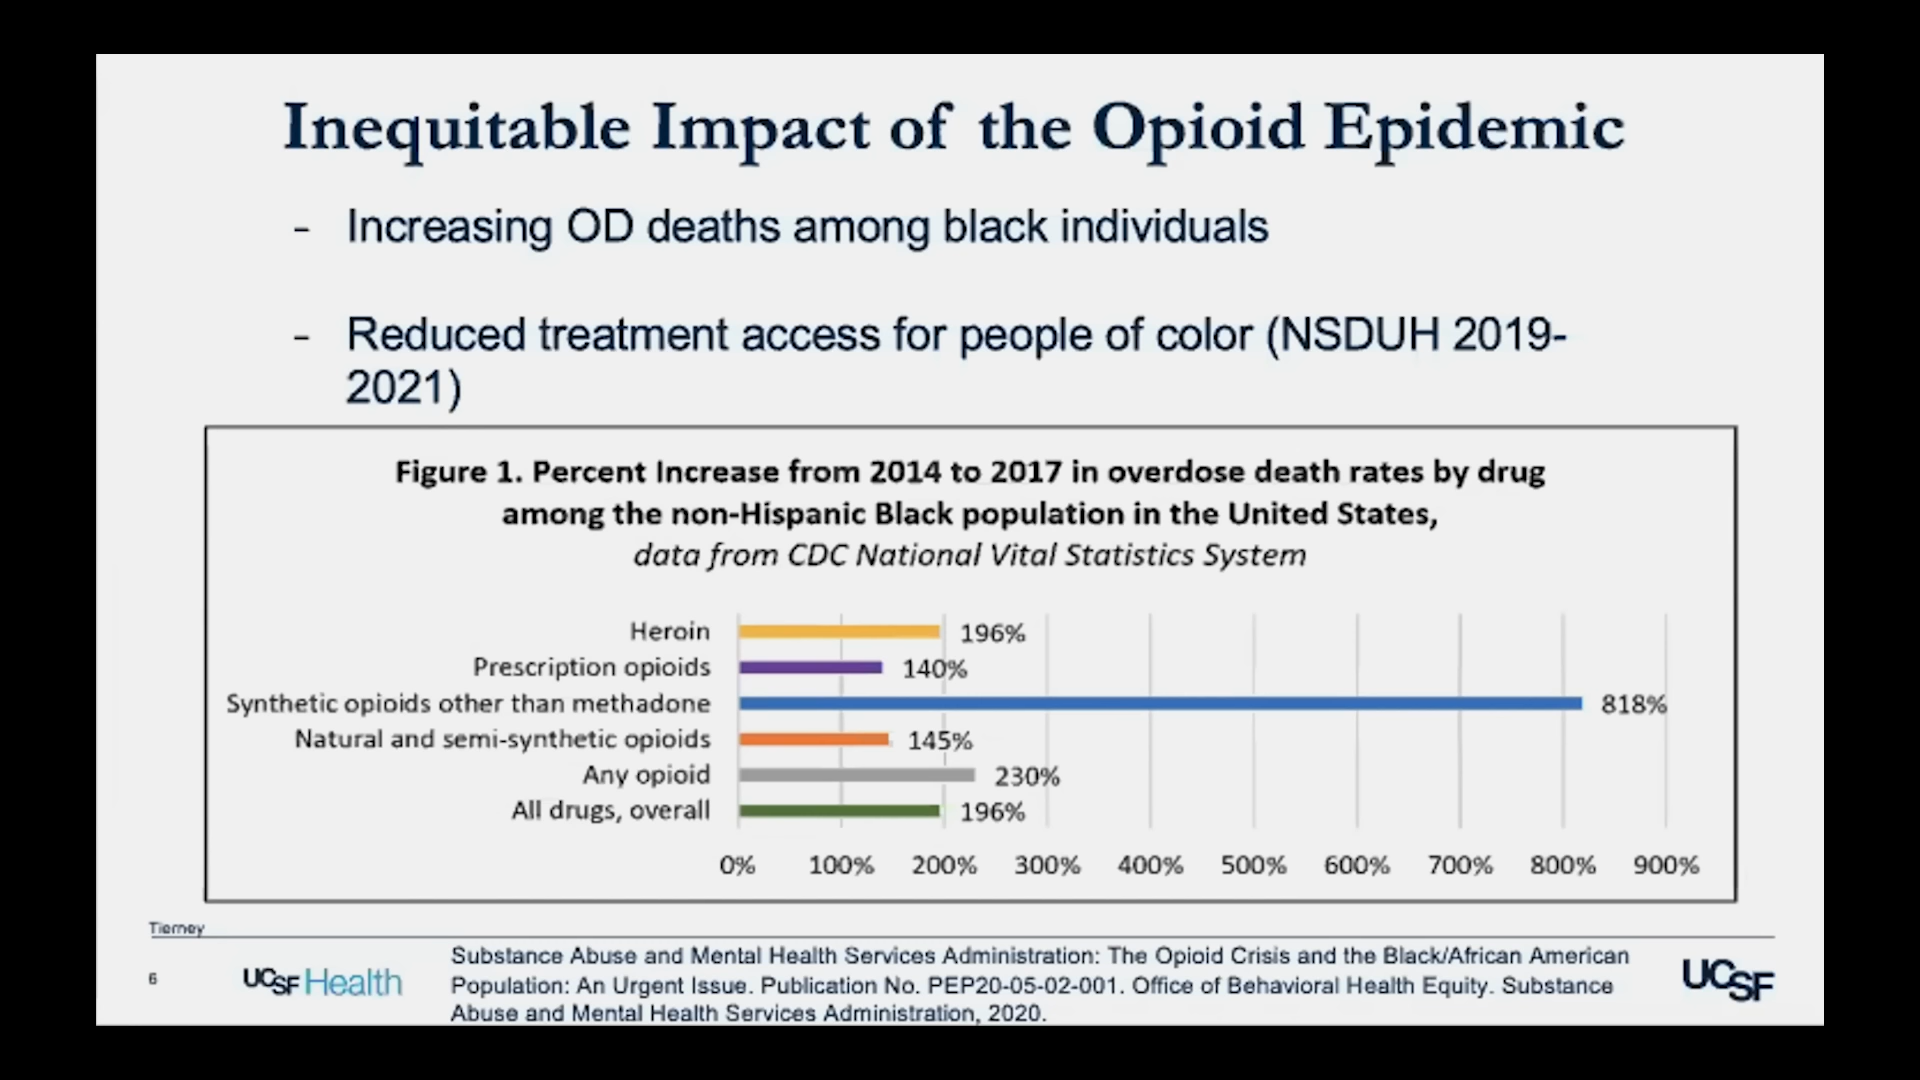 Inequitable Impact of the Opioid Epidemic
- Increasing OD deaths among black individuals
- Reduced treatment access for people of color (NSDUH 2019-
2021)
Figure 1. Percent Increase from 2014 to 2017 in overdose death rates by drug
among the non-Hispanic Black population in the United States,
data from CDC National Vital Statistics System
Heroin 196%
Prescription opioids 140%
Synthetic opioids other than methadone 818%
Natural and semi-synthetic opioids 145%
Any opioid 230%
All drugs, overall 196%
0% 100% 200% 300% 400% 500% 600% 700% 800% 900%
Tierney
6
UCSF Health
Substance Abuse and Mental Health Services Administration: The Opioid Crisis and the Black/African American
Population: An Urgent Issue. Publication No. PEP20-05-02-001. Office of Behavioral Health Equity. Substance
Abuse and Mental Health Services Administration, 2020.
UCSF